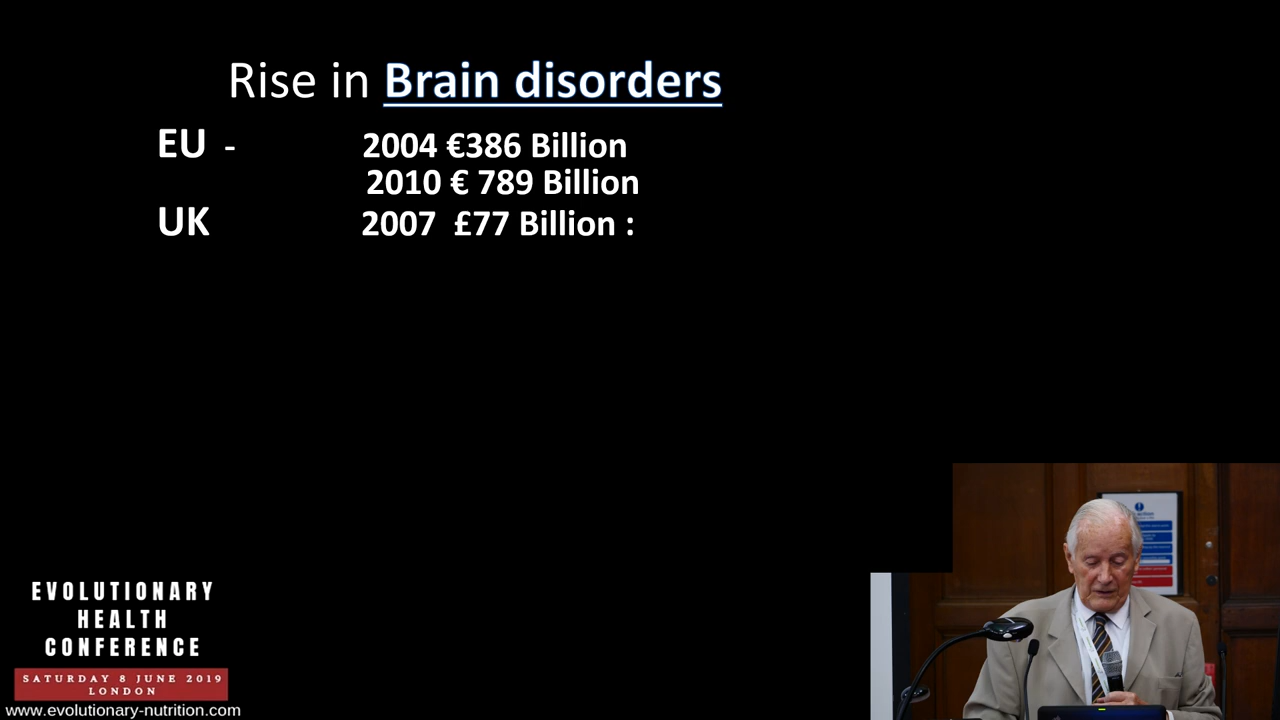 Rise in Brain disorders
EU - 2004 €386 Billion
2010 € 789 Billion
UK 2007 £77 Billion :
EVOLUTIONARY
HEALTH
CONFERENCE
SATURDAY 8 JUNE 2019
LONDON
www.evolutionary-nutrition.com